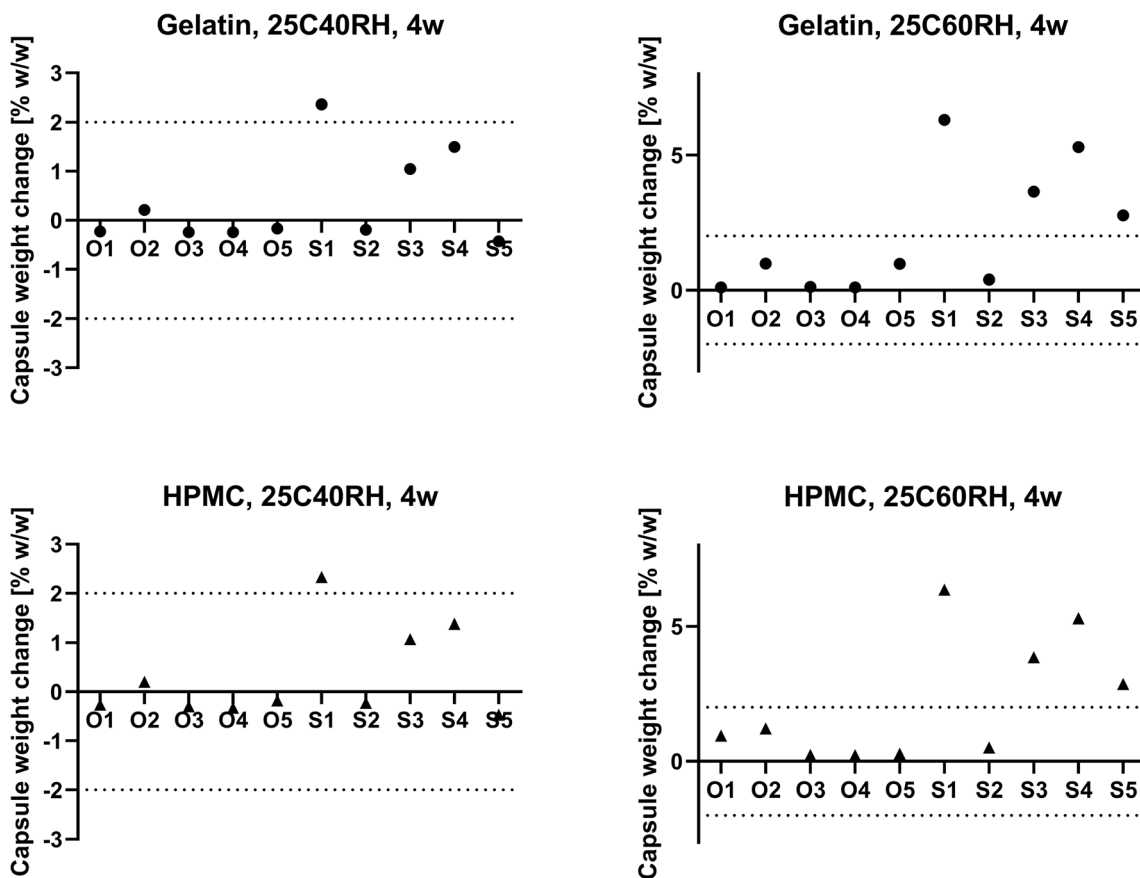 Gelatin, 25C40RH, 4w
Capsule weight change [% w/w]
3
2
1
0
-1
-2
-3
O1 O2 O3 O4 O5 S1 S2 S3 S4 S5
Gelatin, 25C60RH, 4w
Capsule weight change [% w/w]
5
0
O1 O2 O3 O4 O5 S1 S2 S3 S4 S5
HPMC, 25C40RH, 4w
Capsule weight change [% w/w]
3
2
1
0
-1
-2
-3
O1 O2 O3 O4 O5 S1 S2 S3 S4 S5
HPMC, 25C60RH, 4w
Capsule weight change [% w/w]
5
0
O1 O2 O3 O4 O5 S1 S2 S3 S4 S5